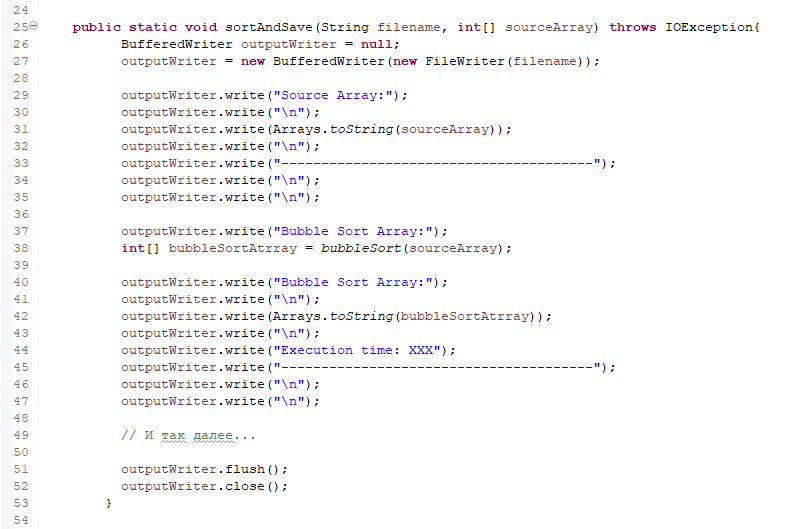 24
25 public static void sortAndSave(String filename, int[] sourceArray) throws IOException{
26 BufferedWriter outputWriter = null;
27 outputWriter = new BufferedWriter(new FileWriter(filename));
28
29 outputWriter.write("Source Array:");
30 outputWriter.write("\n");
31 outputWriter.write(Arrays.toString(sourceArray));
32 outputWriter.write("\n");
33 outputWriter.write("---------------------------------------");
34 outputWriter.write("\n");
35 outputWriter.write("\n");
36
37 outputWriter.write("Bubble Sort Array:");
38 int[] bubbleSortAtrray = bubbleSort(sourceArray);
39
40 outputWriter.write("Bubble Sort Array:");
41 outputWriter.write("\n");
42 outputWriter.write(Arrays.toString(bubbleSortAtrray));
43 outputWriter.write("\n");
44 outputWriter.write("Execution time: XXX");
45 outputWriter.write("---------------------------------------");
46 outputWriter.write("\n");
47 outputWriter.write("\n");
48
49 // И так далее...
50
51 outputWriter.flush();
52 outputWriter.close();
53 }
54